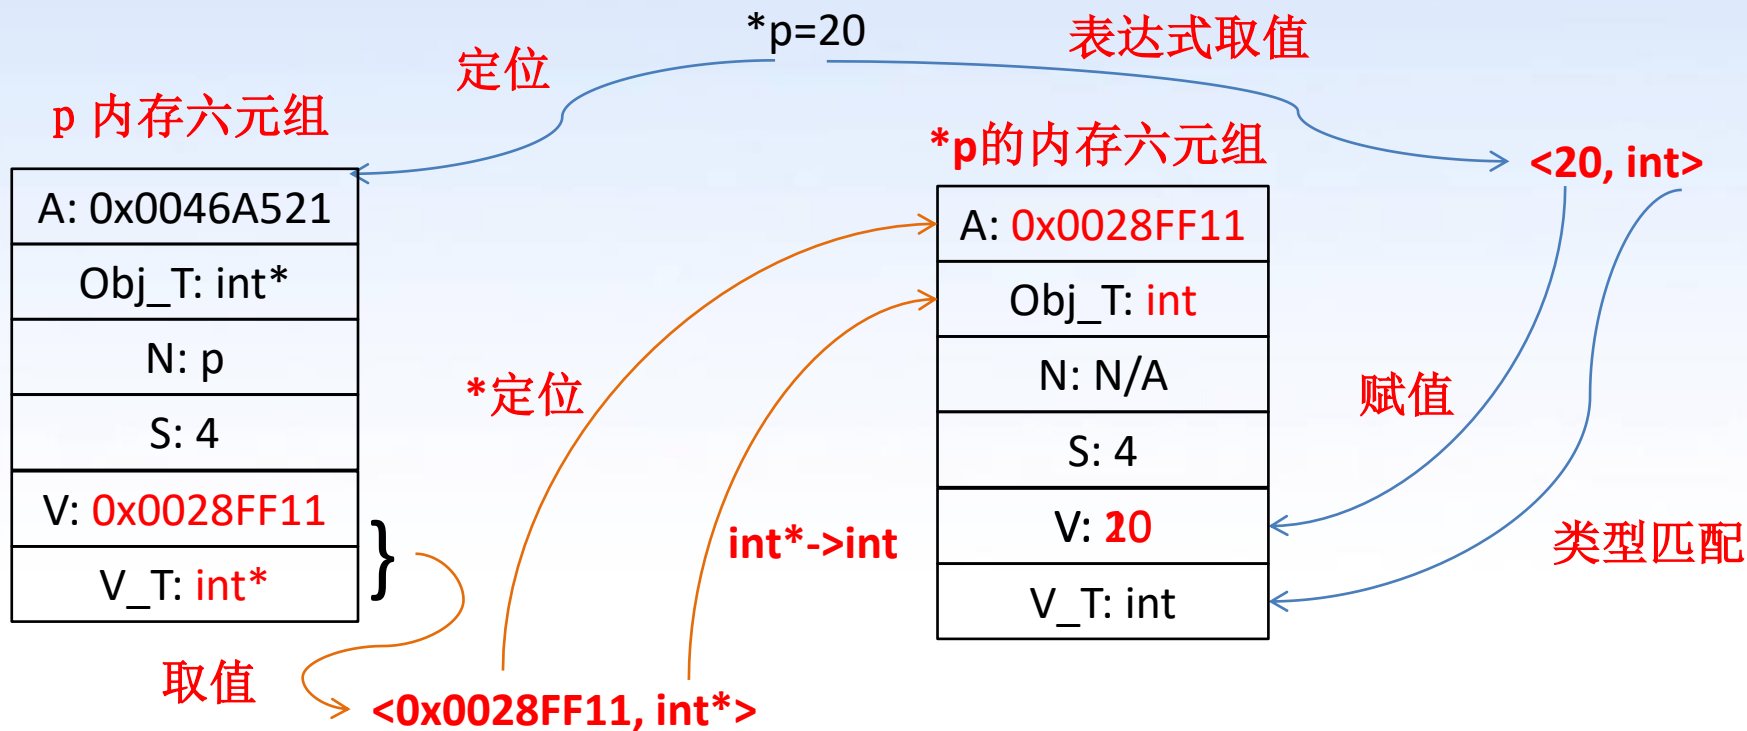 *p=20
表达式取值
定位
p 内存六元组
*p的内存六元组
<20, int>
A: 0x0046A521
Obj_T: int*
N: p
S: 4
V: 0x0028FF11
V_T: int*
}
A: 0x0028FF11
Obj_T: int
N: N/A
S: 4
V: 20
V_T: int
*定位
int*->int
赋值
类型匹配
取值
<0x0028FF11, int*>